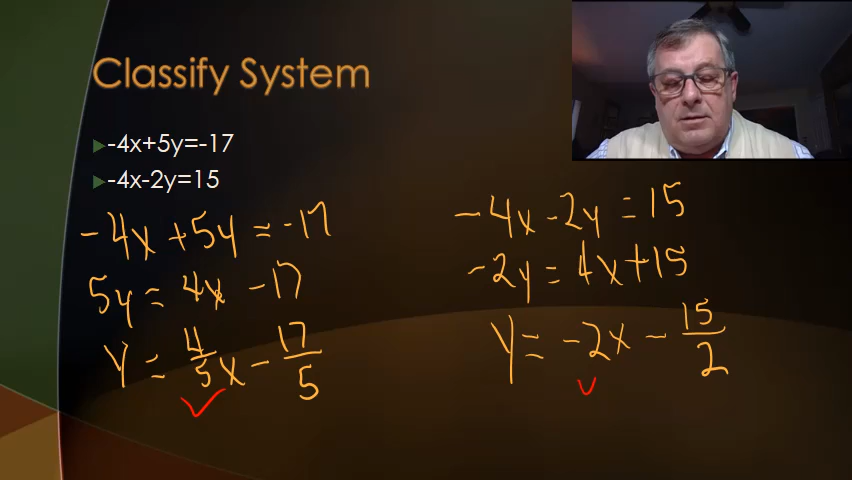 Classify System
-4x+5y=-17
-4x-2y=15
-4x+5y=-17
5y=4x-17
y=4/5x-17/5
-4x-2y=15
-2y=4x+15
y=-2x-15/2